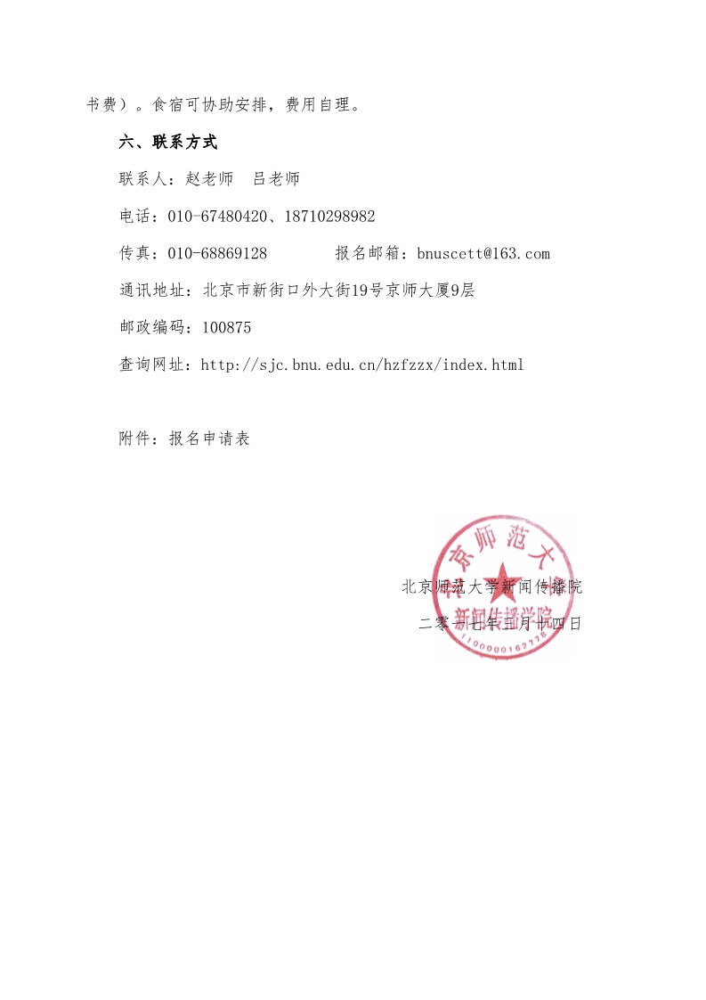 书费）。食宿可协助安排，费用自理。
六、联系方式
联系人：赵老师　吕老师
电话：010-67480420、18710298982
传真：010-68869128　　　　报名邮箱：bnuscett@163.com
通讯地址：北京市新街口外大街19号京师大厦9层
邮政编码：100875
查询网址：http://sjc.bnu.edu.cn/hzfzzx/index.html
附件：报名申请表
北京师范大学
北京师范大学新闻传播院
新闻传播学院
二零一七年三月十四日
1100000162776